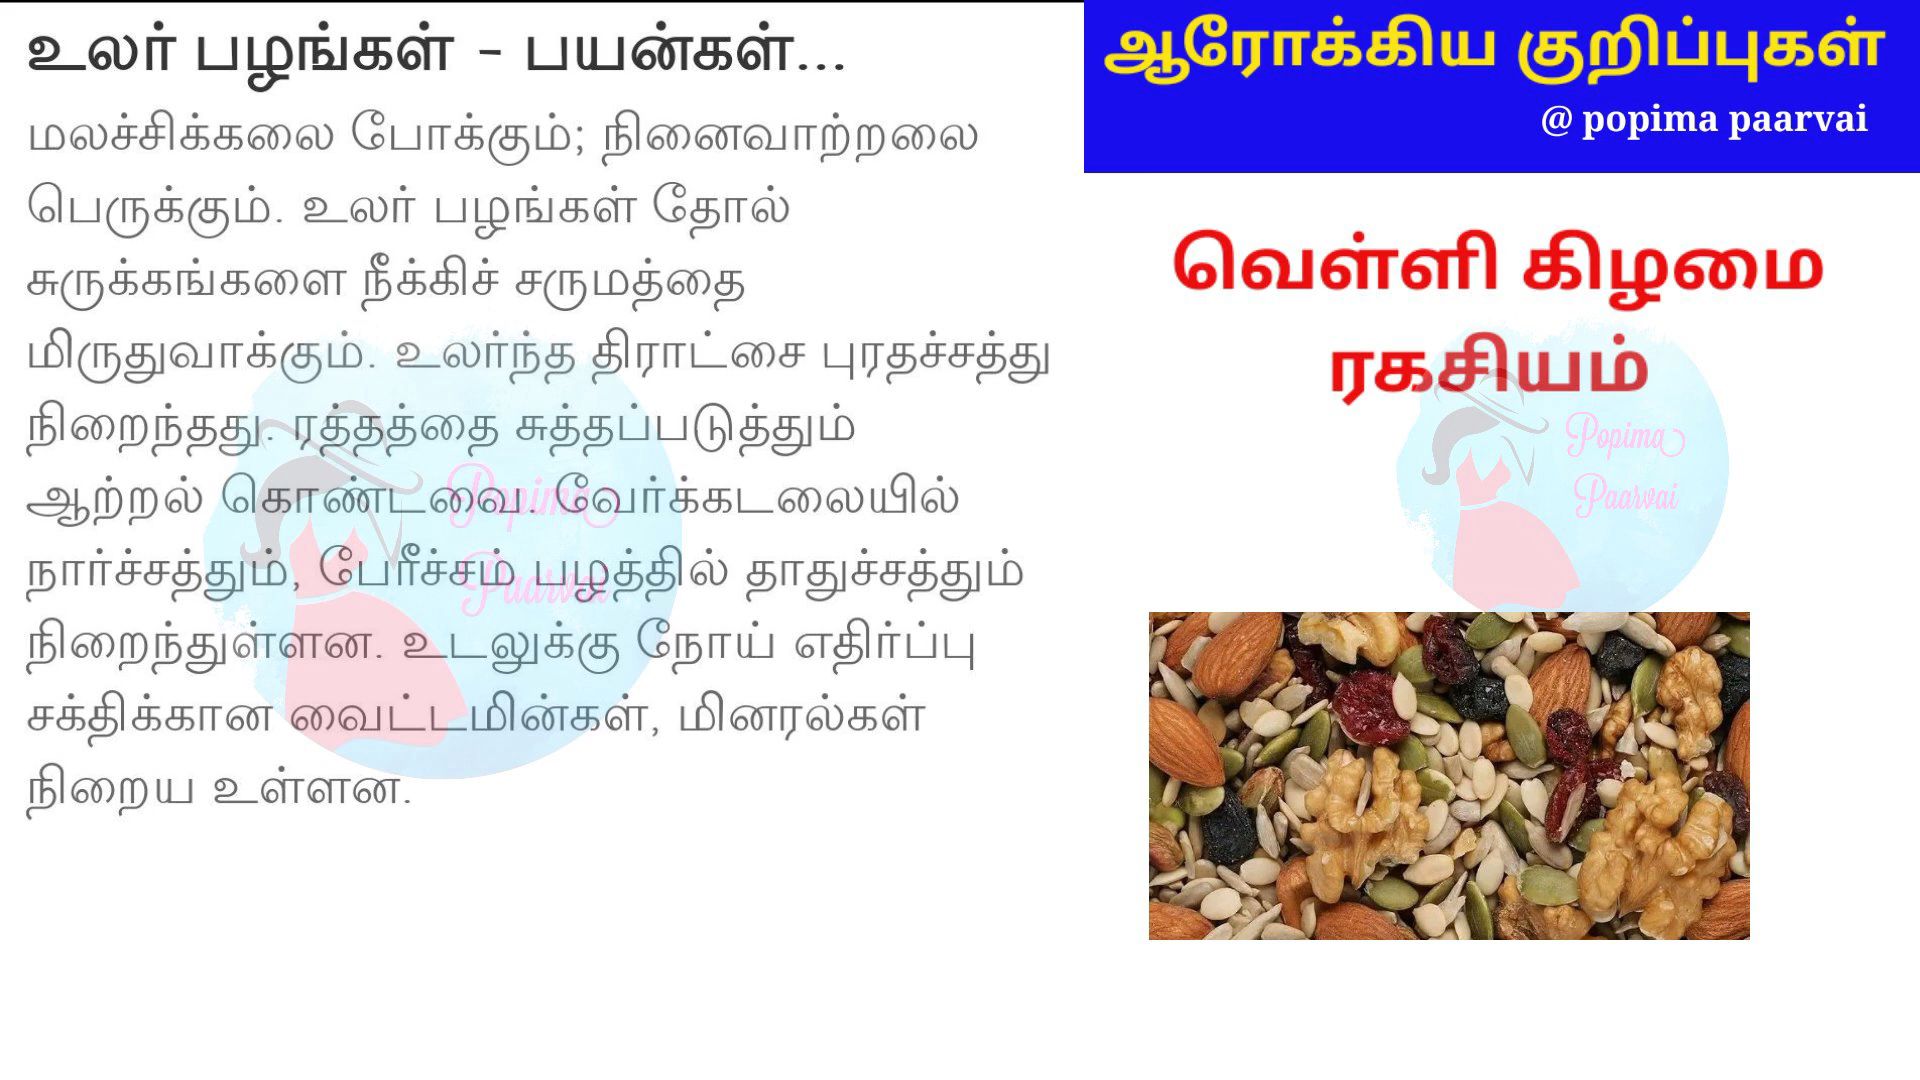 உலர் பழங்கள் - பயன்கள்...
மலச்சிக்கலை போக்கும்; நினைவாற்றலை
பெருக்கும். உலர் பழங்கள் தோல்
சுருக்கங்களை நீக்கிச் சருமத்தை
மிருதுவாக்கும். உலர்ந்த திராட்சை புரதச்சத்து
நிறைந்தது. ரத்தத்தை சுத்தப்படுத்தும்
ஆற்றல் கொண்டவை. வேர்க்கடலையில்
நார்ச்சத்தும், பேரீச்சம் பழத்தில் தாதுச்சத்தும்
நிறைந்துள்ளன. உடலுக்கு நோய் எதிர்ப்பு
சக்திக்கான வைட்டமின்கள், மினரல்கள்
நிறைய உள்ளன.
Popima
Paarvai
ஆரோக்கிய குறிப்புகள்
@ popima paarvai
வெள்ளி கிழமை
ரகசியம்
Popima
Paarvai